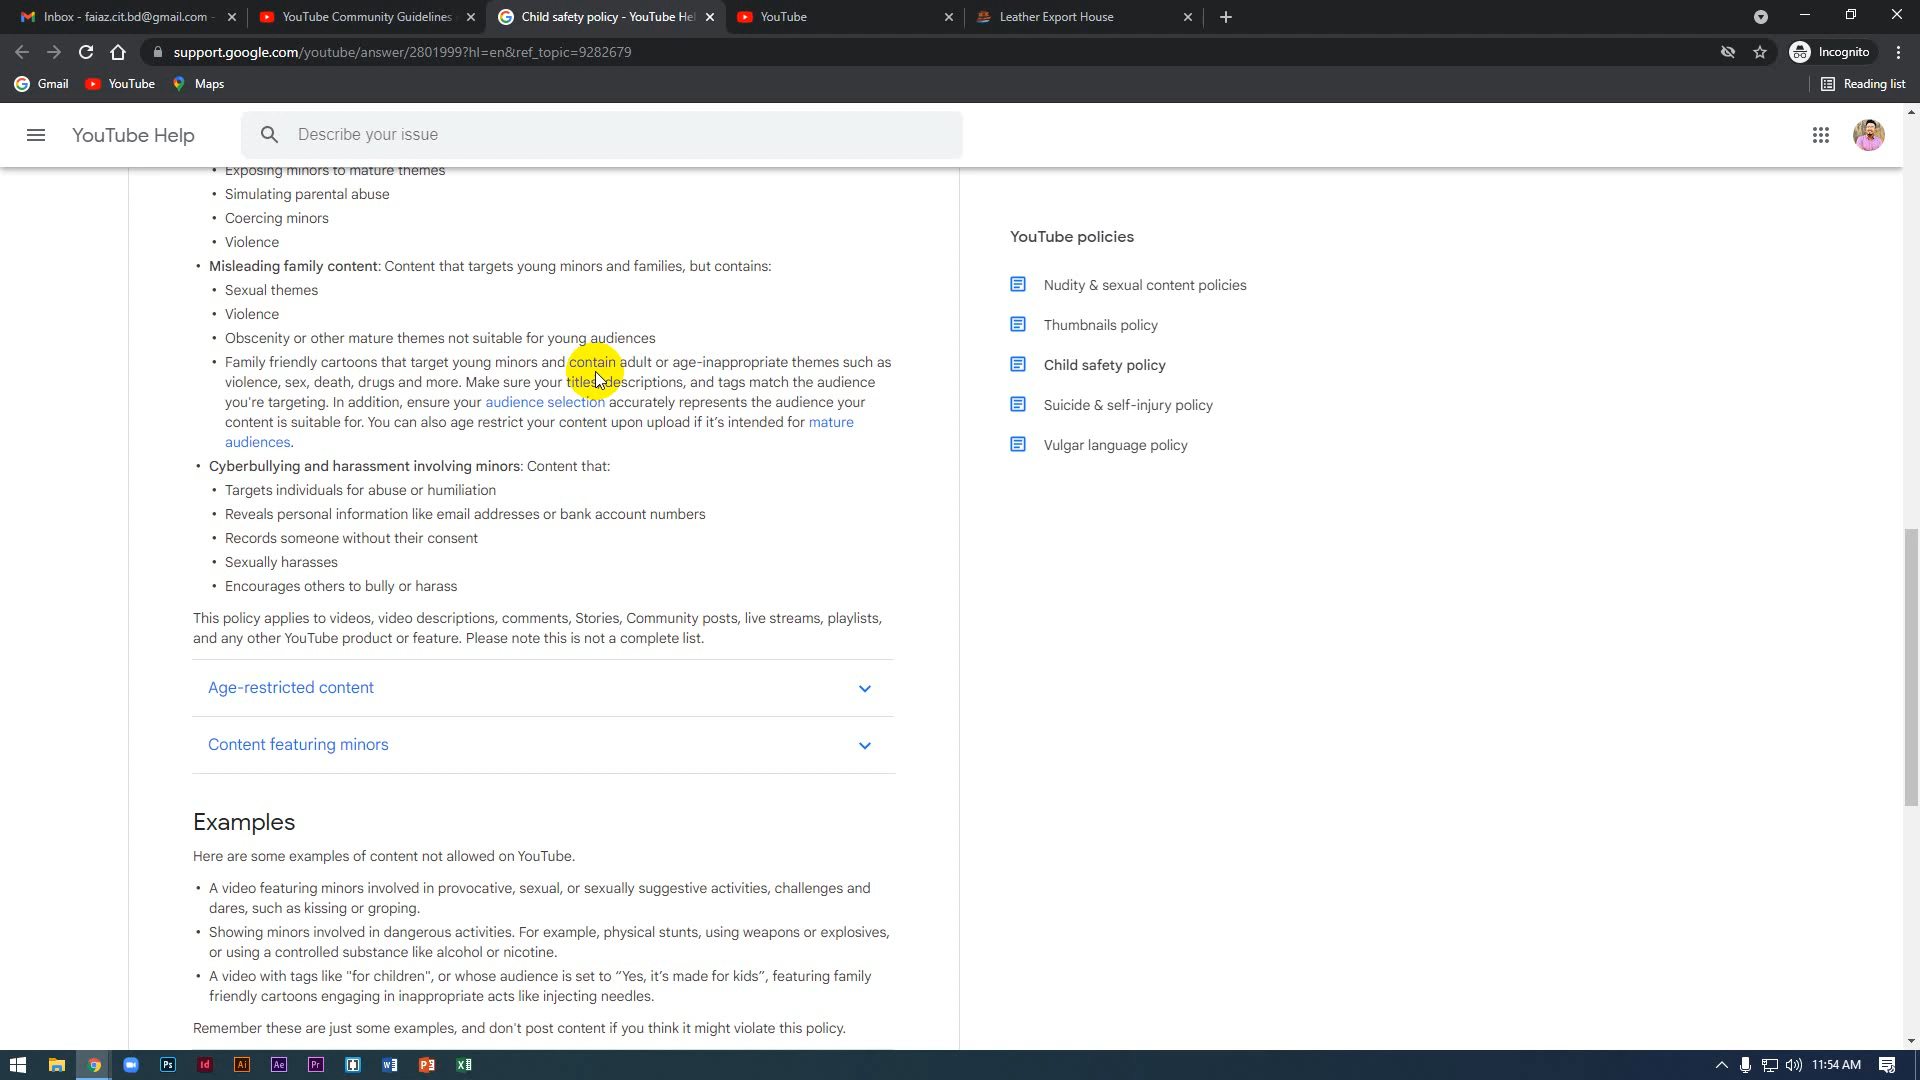 Inbox - faiaz.cit.bd@gmail.com -
YouTube Community Guidelines
Child safety policy - YouTube He
YouTube
Leather Export House
support.google.com/youtube/answer/2801999?hl=en&ref_topic=9282679
Incognito
Gmail
YouTube
Maps
Reading list
YouTube Help
Describe your issue
• Exposing minors to mature themes
• Simulating parental abuse
• Coercing minors
• Violence
• Misleading family content: Content that targets young minors and families, but contains:
• Sexual themes
• Violence
• Obscenity or other mature themes not suitable for young audiences
• Family friendly cartoons that target young minors and contain adult or age-inappropriate themes such as
violence, sex, death, drugs and more. Make sure your titles, descriptions, and tags match the audience
you're targeting. In addition, ensure your audience selection accurately represents the audience your
content is suitable for. You can also age restrict your content upon upload if it's intended for mature
audiences.
• Cyberbullying and harassment involving minors: Content that:
• Targets individuals for abuse or humiliation
• Reveals personal information like email addresses or bank account numbers
• Records someone without their consent
• Sexually harasses
• Encourages others to bully or harass
This policy applies to videos, video descriptions, comments, Stories, Community posts, live streams, playlists,
and any other YouTube product or feature. Please note this is not a complete list.
Age-restricted content
Content featuring minors
Examples
Here are some examples of content not allowed on YouTube.
• A video featuring minors involved in provocative, sexual, or sexually suggestive activities, challenges and
dares, such as kissing or groping.
• Showing minors involved in dangerous activities. For example, physical stunts, using weapons or explosives,
or using a controlled substance like alcohol or nicotine.
• A video with tags like "for children", or whose audience is set to “Yes, it’s made for kids”, featuring family
friendly cartoons engaging in inappropriate acts like injecting needles.
Remember these are just some examples, and don't post content if you think it might violate this policy.
YouTube policies
Nudity & sexual content policies
Thumbnails policy
Child safety policy
Suicide & self-injury policy
Vulgar language policy
Ps
Id
Ai
Ae
Pr
11:54 AM